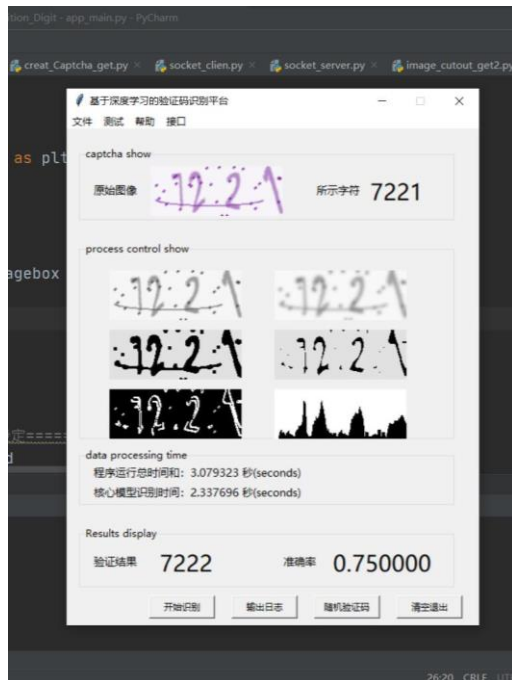 ition_Digit - app_main.py - PyCharm
creat_Captcha_get.py × socket_clien.py × socket_server.py × image_cutout_get2.py
基于深度学习的验证码识别平台
文件 测试 帮助 接口
as plt
captcha show
原始图像 7221 所示字符 7221
agebox
process control show
定=====
data processing time
程序运行总时间和：3.079323 秒(seconds)
核心模型识别时间：2.337696 秒(seconds)
Results display
验证结果 7222 准确率 0.750000
开始识别 输出日志 随机验证码 清空退出
26:20 CRLF UT